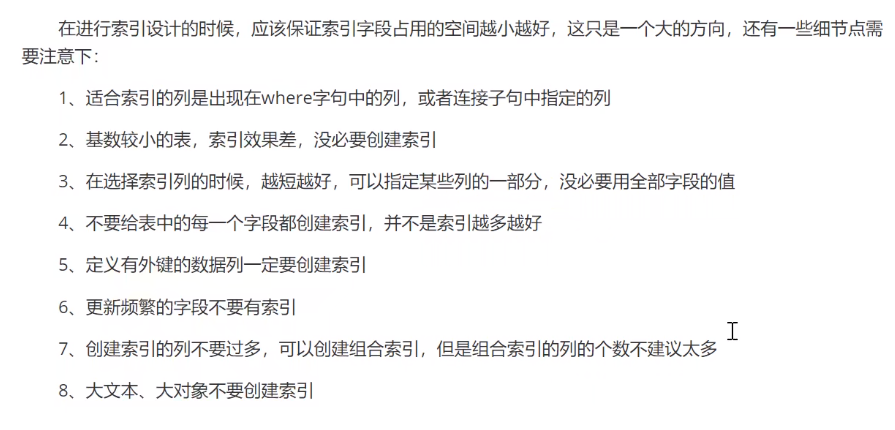 在进行索引设计的时候，应该保证索引字段占用的空间越小越好，这只是一个大的方向，还有一些细节点需
要注意下：
1、适合索引的列是出现在where字句中的列，或者连接子句中指定的列
2、基数较小的表，索引效果差，没必要创建索引
3、在选择索引列的时候，越短越好，可以指定某些列的一部分，没必要用全部字段的值
4、不要给表中的每一个字段都创建索引，并不是索引越多越好
5、定义有外键的数据列一定要创建索引
6、更新频繁的字段不要有索引
7、创建索引的列不要过多，可以创建组合索引，但是组合索引的列的个数不建议太多
8、大文本、大对象不要创建索引